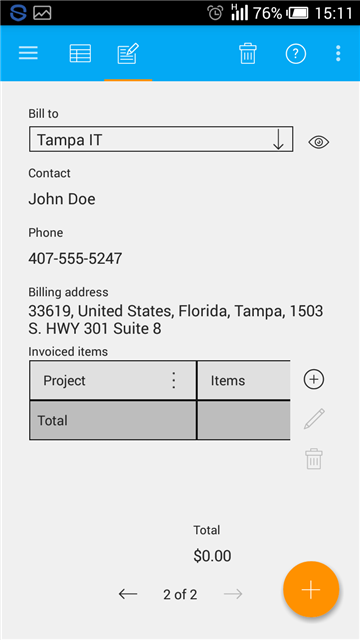 H 76% 15:11
Bill to
Tampa IT
Contact
John Doe
Phone
407-555-5247
Billing address
33619, United States, Florida, Tampa, 1503
S. HWY 301 Suite 8
Invoiced items
Project Items
Total
Total
$0.00
2 of 2